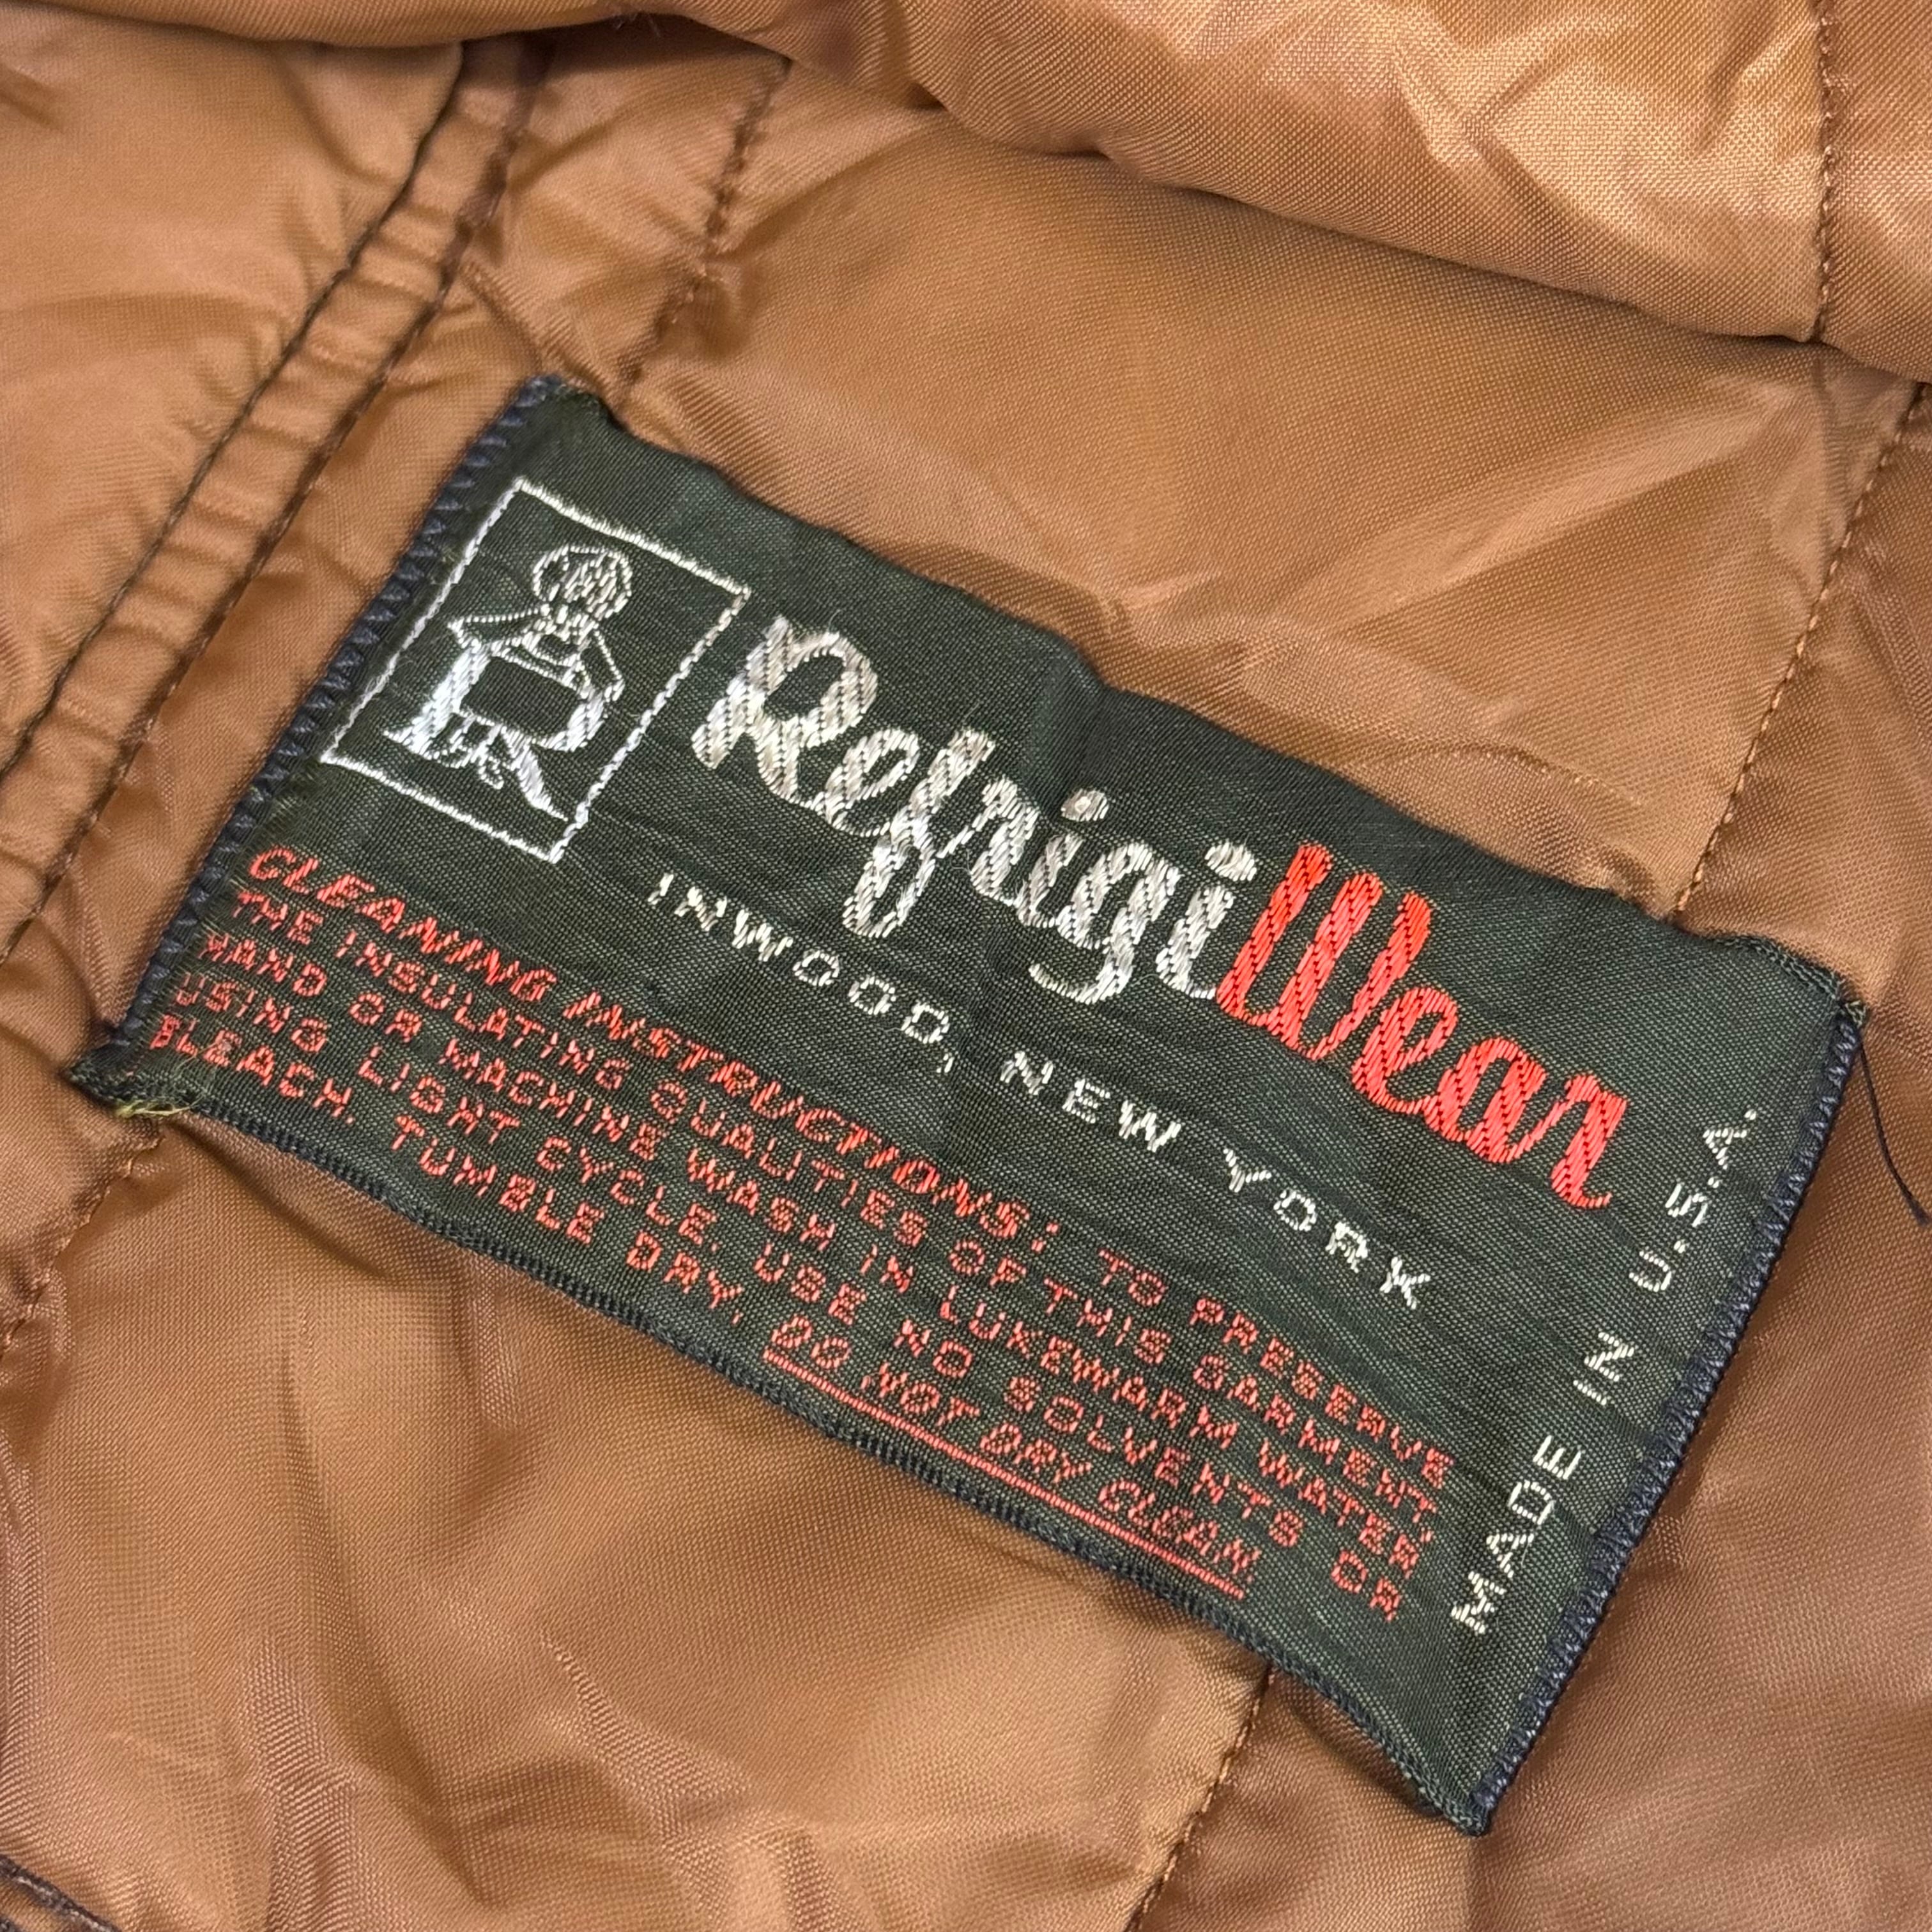 RefrigiWear
INWOOD, NEW YORK
CLEANING INSTRUCTIONS: TO PRESERVE
THE INSULATING QUALITIES OF THIS GARMENT,
HAND OR MACHINE WASH IN LUKEWARM WATER,
USING LIGHT CYCLE. USE NO SOLVENTS OR
BLEACH. TUMBLE DRY. DO NOT DRY CLEAN.
MADE IN U.S.A.